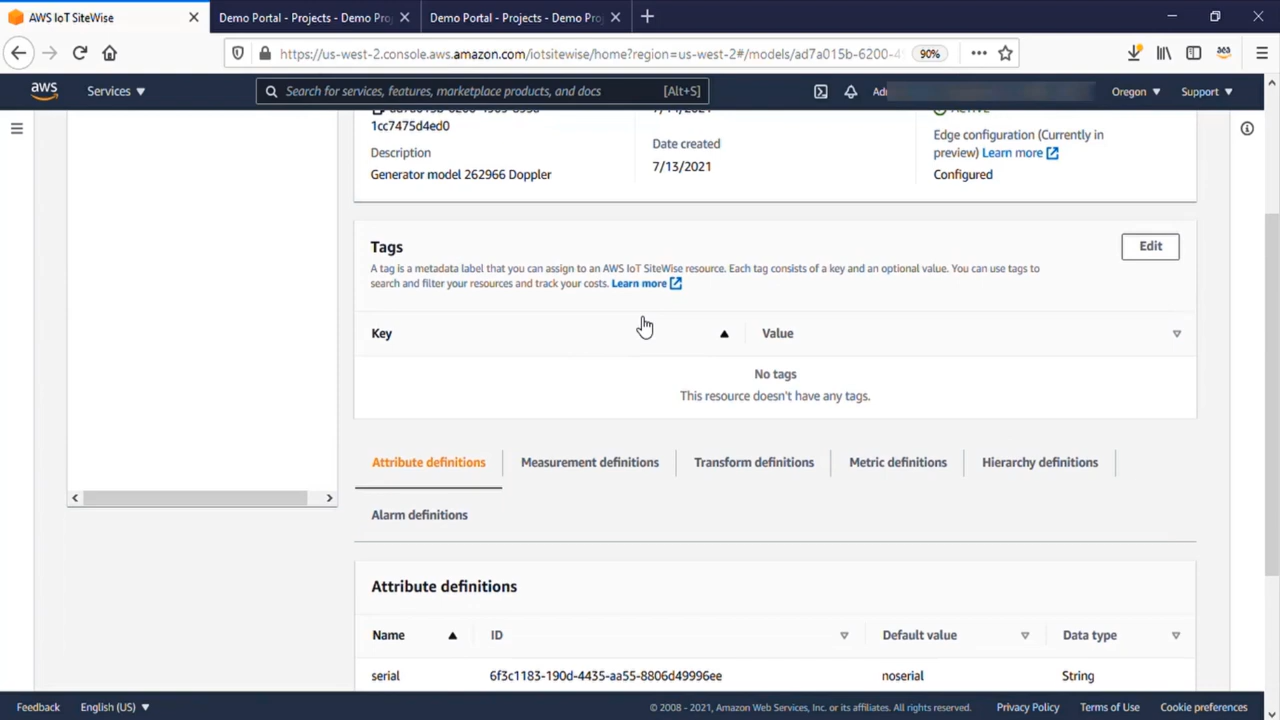 AWS IoT SiteWise
Demo Portal - Projects - Demo Pro
Demo Portal - Projects - Demo Pro
https://us-west-2.console.aws.amazon.com/iotsitewise/home?region=us-west-2#/models/ad7a015b-6200-4
90%
aws
Services
Search for services, features, marketplace products, and docs
[Alt+S]
Oregon
Support
1cc7475d4ed0
Description
Generator model 262966 Doppler
Date created
7/13/2021
Edge configuration (Currently in
preview) Learn more
Configured
Tags
Edit
A tag is a metadata label that you can assign to an AWS IoT SiteWise resource. Each tag consists of a key and an optional value. You can use tags to
search and filter your resources and track your costs. Learn more
Key
Value
No tags
This resource doesn't have any tags.
Attribute definitions
Measurement definitions
Transform definitions
Metric definitions
Hierarchy definitions
Alarm definitions
Attribute definitions
Name
ID
Default value
Data type
serial
6f3c1183-190d-4435-aa55-8806d49996ee
noserial
String
Feedback
English (US)
© 2008 - 2021, Amazon Web Services, Inc. or its affiliates. All rights reserved.
Privacy Policy
Terms of Use
Cookie preferences